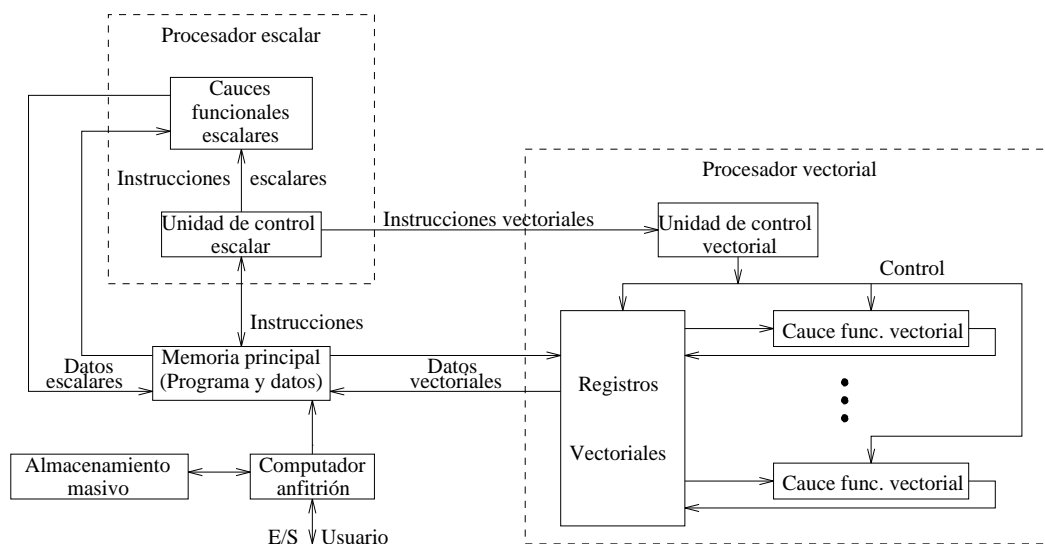 Procesador escalar
Cauces
funcionales
escalares
Instrucciones escalares
Unidad de control
escalar
Instrucciones vectoriales
Procesador vectorial
Unidad de control
vectorial
Control
Instrucciones
Memoria principal
(Programa y datos)
Datos
escalares
Datos
vectoriales
Registros
Vectoriales
Cauce func. vectorial
Cauce func. vectorial
Almacenamiento
masivo
Computador
anfitrión
E/S Usuario